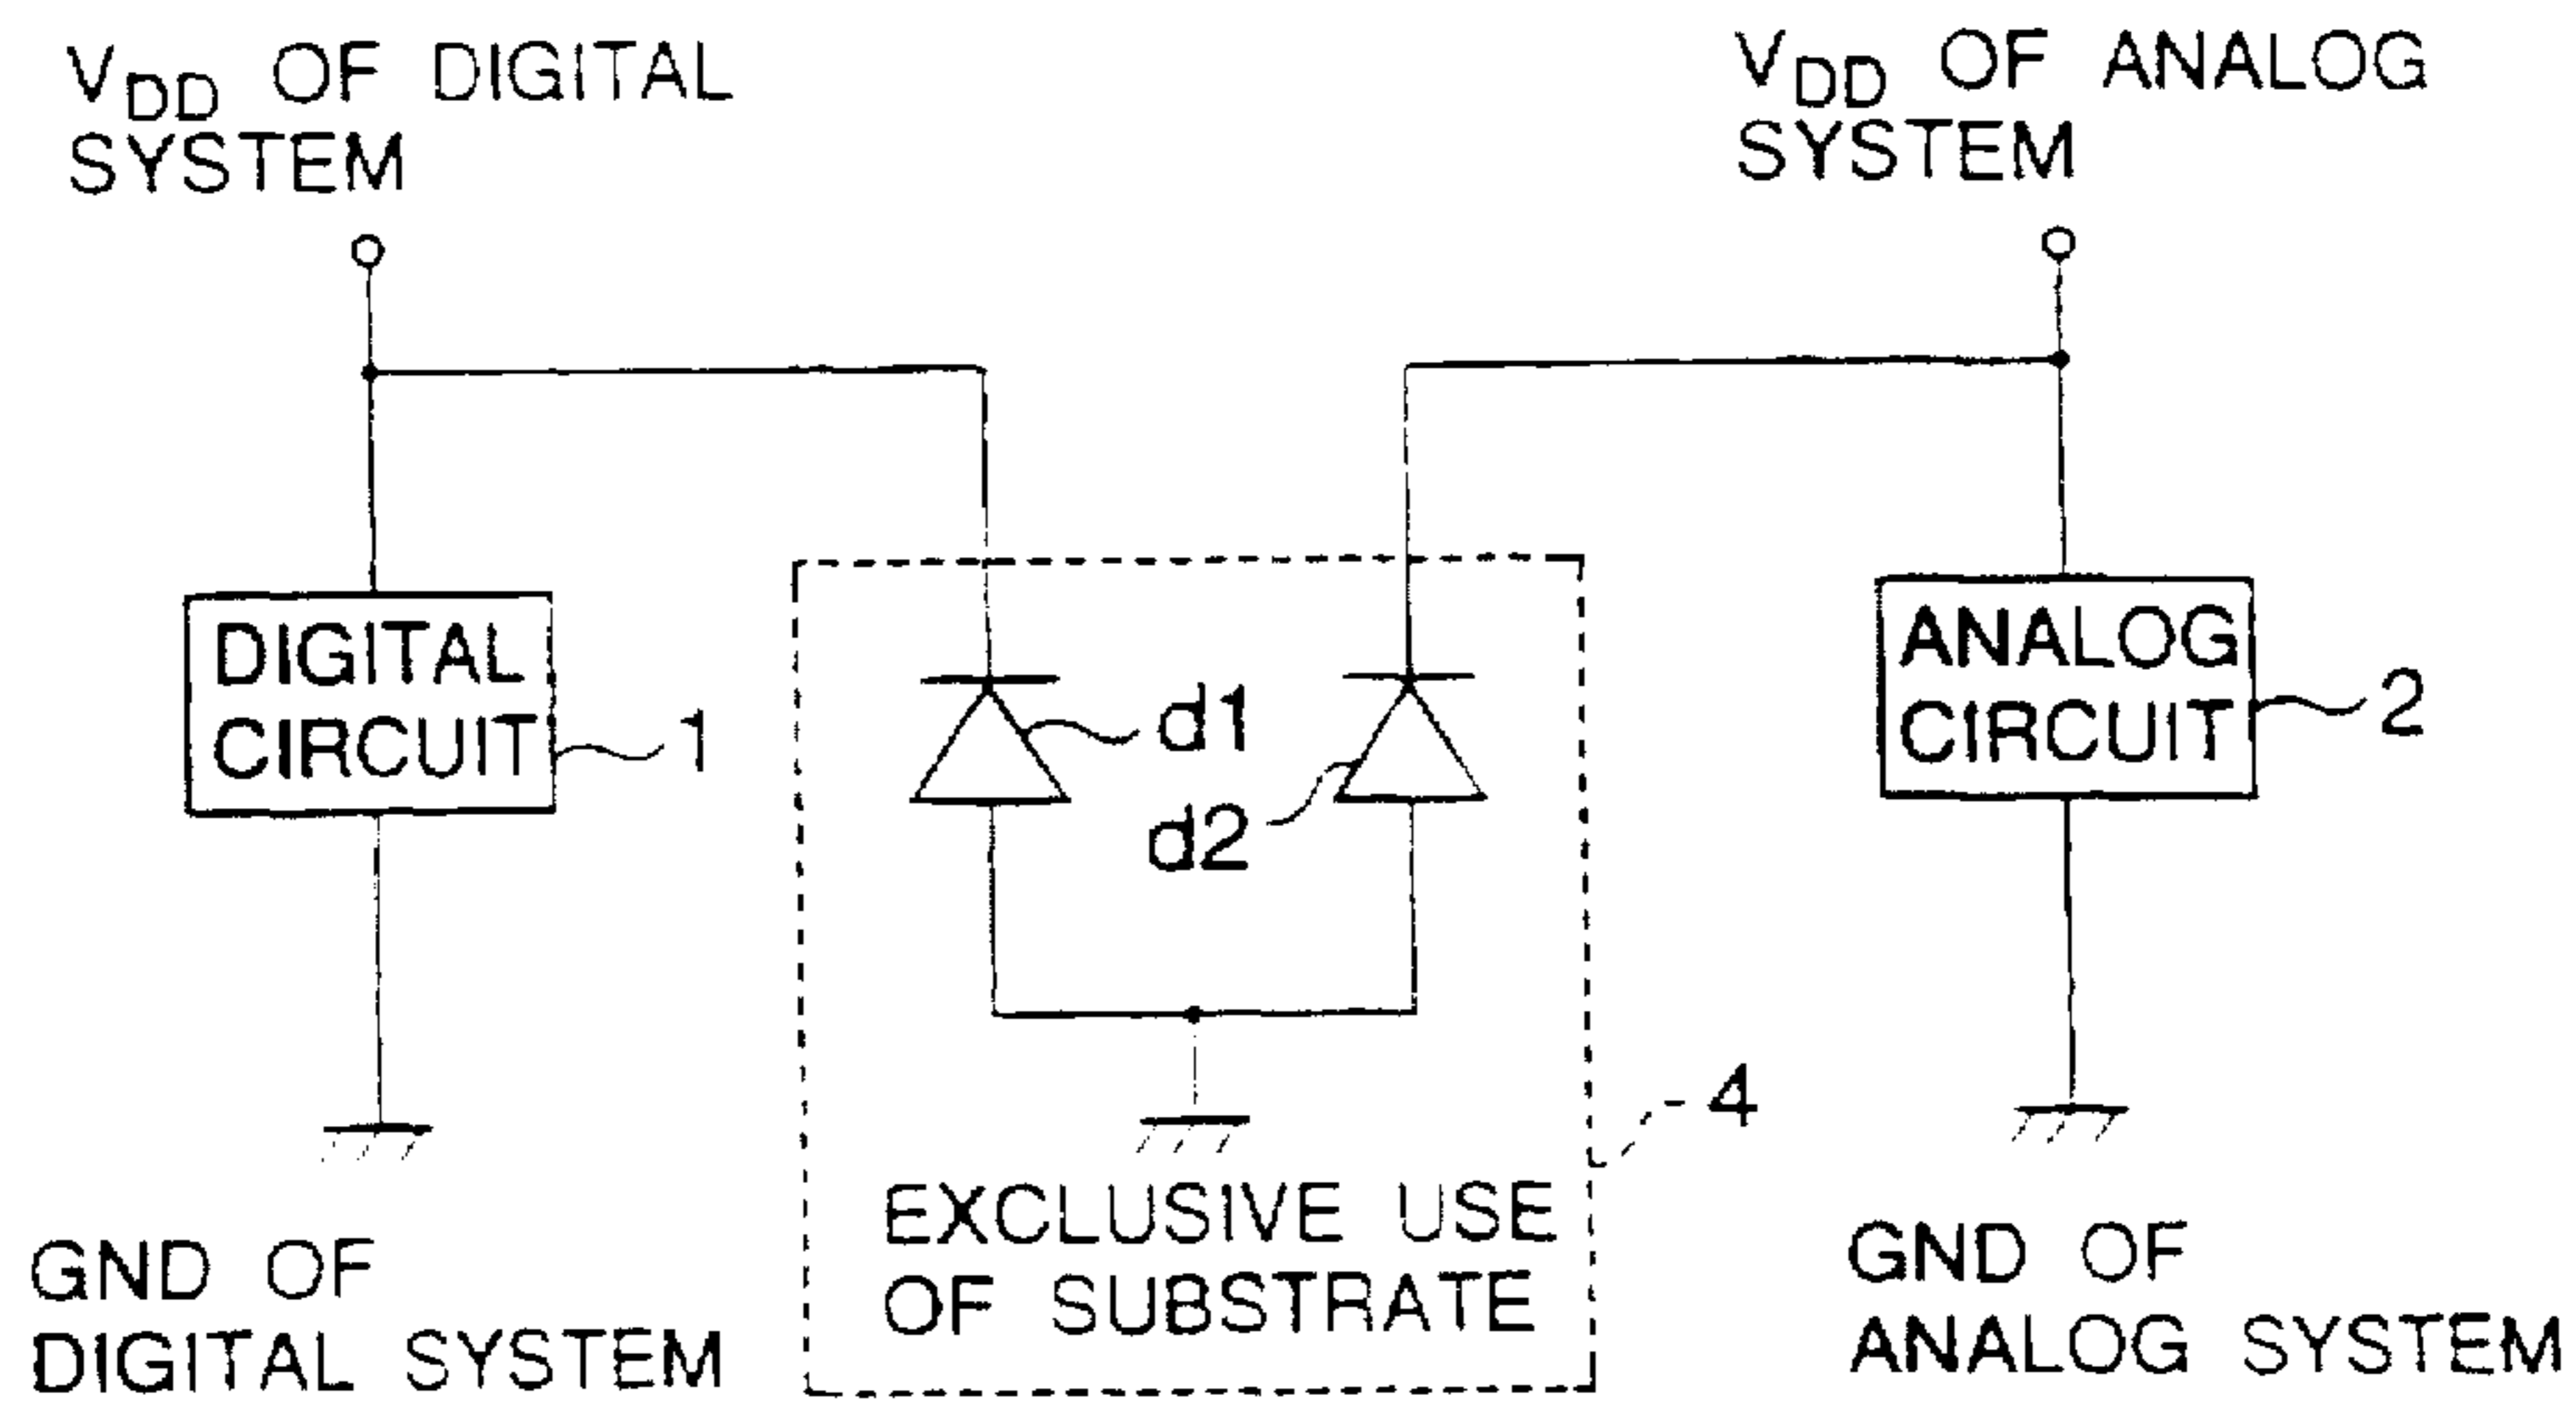 VDD OF DIGITAL
SYSTEM
VDD OF ANALOG
SYSTEM
DIGITAL
CIRCUIT
1
d1
d2
ANALOG
CIRCUIT
2
4
EXCLUSIVE USE
OF SUBSTRATE
GND OF
DIGITAL SYSTEM
GND OF
ANALOG SYSTEM